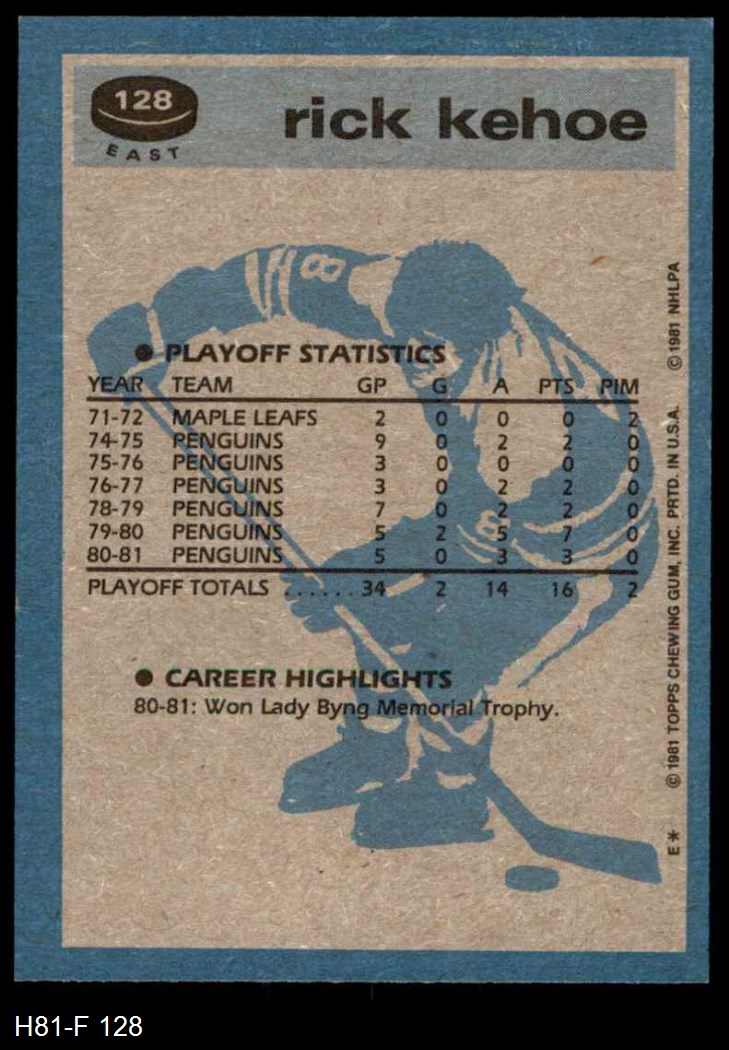 128
EAST
rick kehoe
8
● PLAYOFF STATISTICS
YEAR TEAM GP G A PTS PIM
71-72 MAPLE LEAFS 2 0 0 0 2
74-75 PENGUINS 9 0 2 2 0
75-76 PENGUINS 3 0 0 0 0
76-77 PENGUINS 3 0 2 2 0
78-79 PENGUINS 7 0 2 2 0
79-80 PENGUINS 5 2 5 7 0
80-81 PENGUINS 5 0 3 3 0
PLAYOFF TOTALS ...... 34 2 14 16 2
8
● CAREER HIGHLIGHTS
80-81: Won Lady Byng Memorial Trophy.
E* © 1981 TOPPS CHEWING GUM, INC. PRTD. IN U.S.A. © 1981 NHLPA
H81-F 128